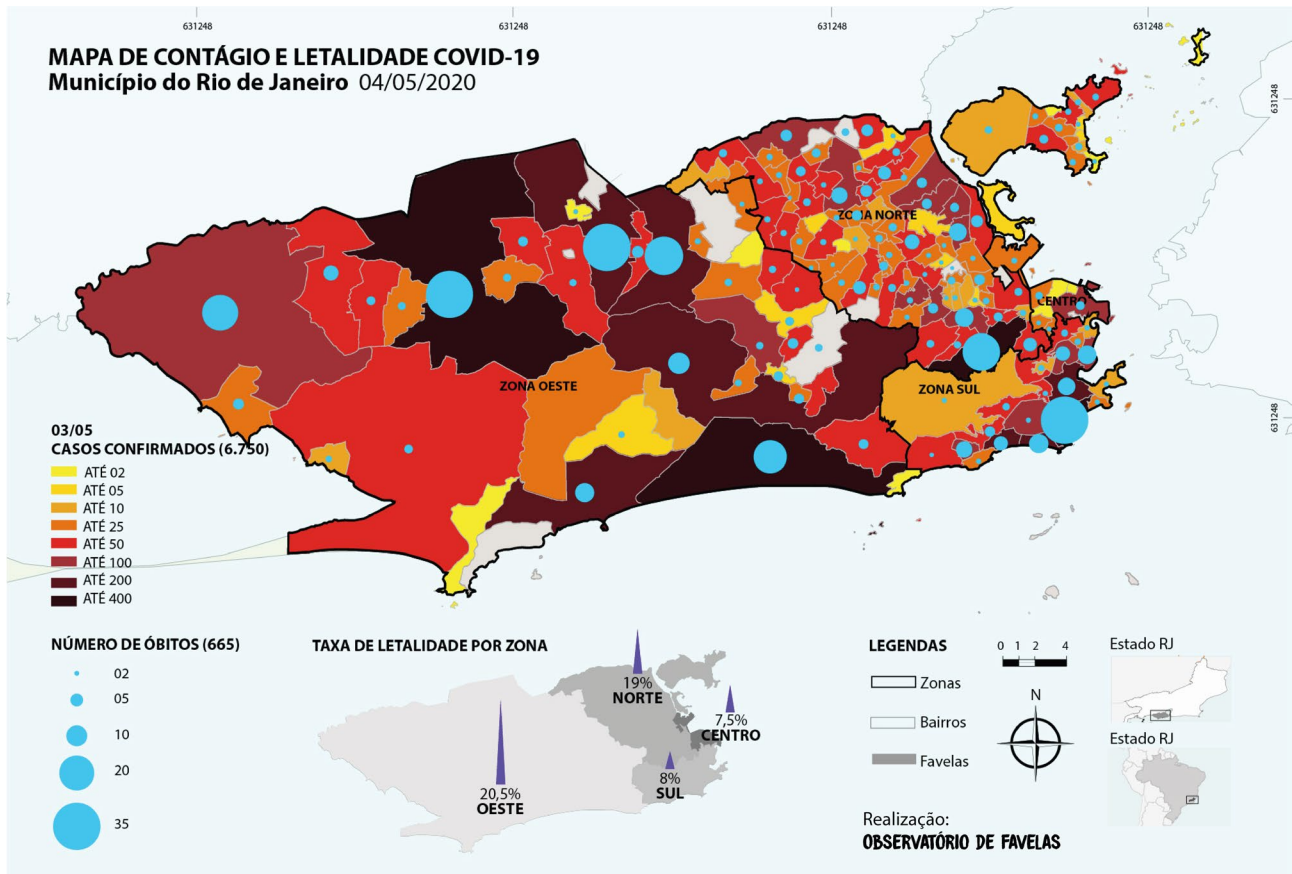 631248
631248
631248
631248
MAPA DE CONTÁGIO E LETALIDADE COVID-19
Município do Rio de Janeiro 04/05/2020
631248
ZONA NORTE
CENTRO
ZONA OESTE
ZONA SUL
631248
03/05
CASOS CONFIRMADOS (6.750)
ATÉ 02
ATÉ 05
ATÉ 10
ATÉ 25
ATÉ 50
ATÉ 100
ATÉ 200
ATÉ 400
NÚMERO DE ÓBITOS (665)
02
05
10
20
35
TAXA DE LETALIDADE POR ZONA
19%
NORTE
7,5%
CENTRO
8%
SUL
20,5%
OESTE
LEGENDAS
Zonas
Bairros
Favelas
0 1 2 4
N
Estado RJ
Estado RJ
Realização:
OBSERVATÓRIO DE FAVELAS